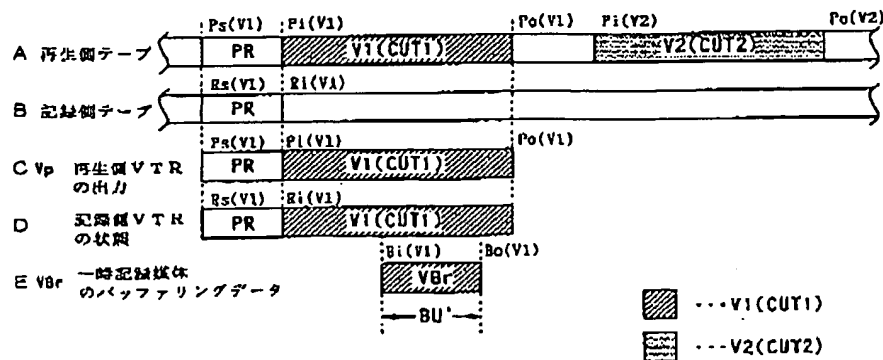 Ps(V1) Pi(V1) Po(V1) Pi(V2) Po(V2)
A 再生側テープ PR V1(CUT1) V2(CUT2)
Rs(V1) Ri(V1)
B 記録側テープ PR
Ps(V1) Pi(V1) Po(V1)
C Vp 再生側VTR
の出力
PR V1(CUT1)
Rs(V1) Ri(V1)
D 記録側VTR
の状態
PR V1(CUT1)
Bi(V1) Bo(V1)
E VBr 一時記録媒体
のバッファリングデータ
VBr
BU'
···V1(CUT1)
···V2(CUT2)